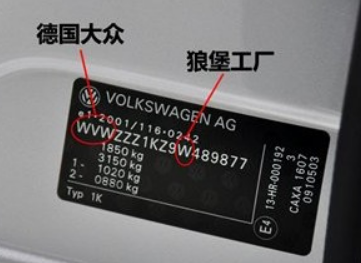 德国大众
狼堡工厂
VOLKSWAGEN AG
e1*2001/116*0242
WVWZZZ1KZ9W489877
1850 kg
3150 kg
1- 1020 kg
2- 0880 kg
Typ 1K
E4
13-HR-000192
3
CAXA 1607
0910503